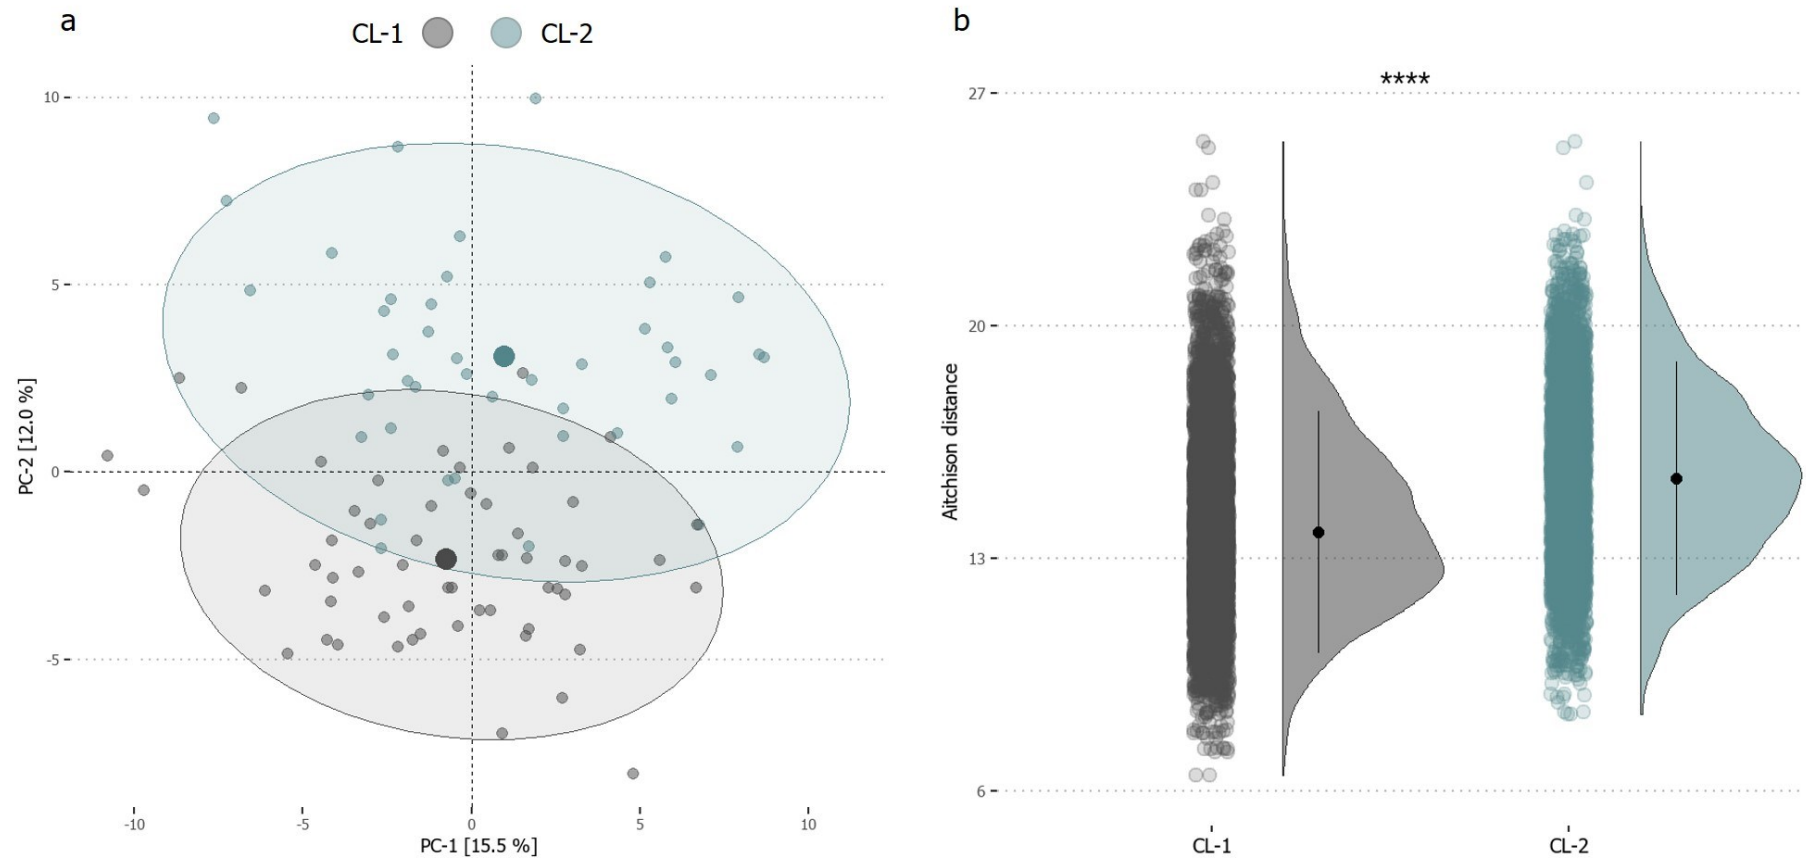 a
CL-1 CL-2
10
5
0
-5
PC-2 [12.0 %]
-10 -5 0 5 10
PC-1 [15.5 %]
b
****
27
20
13
6
Aitchison distance
CL-1 CL-2